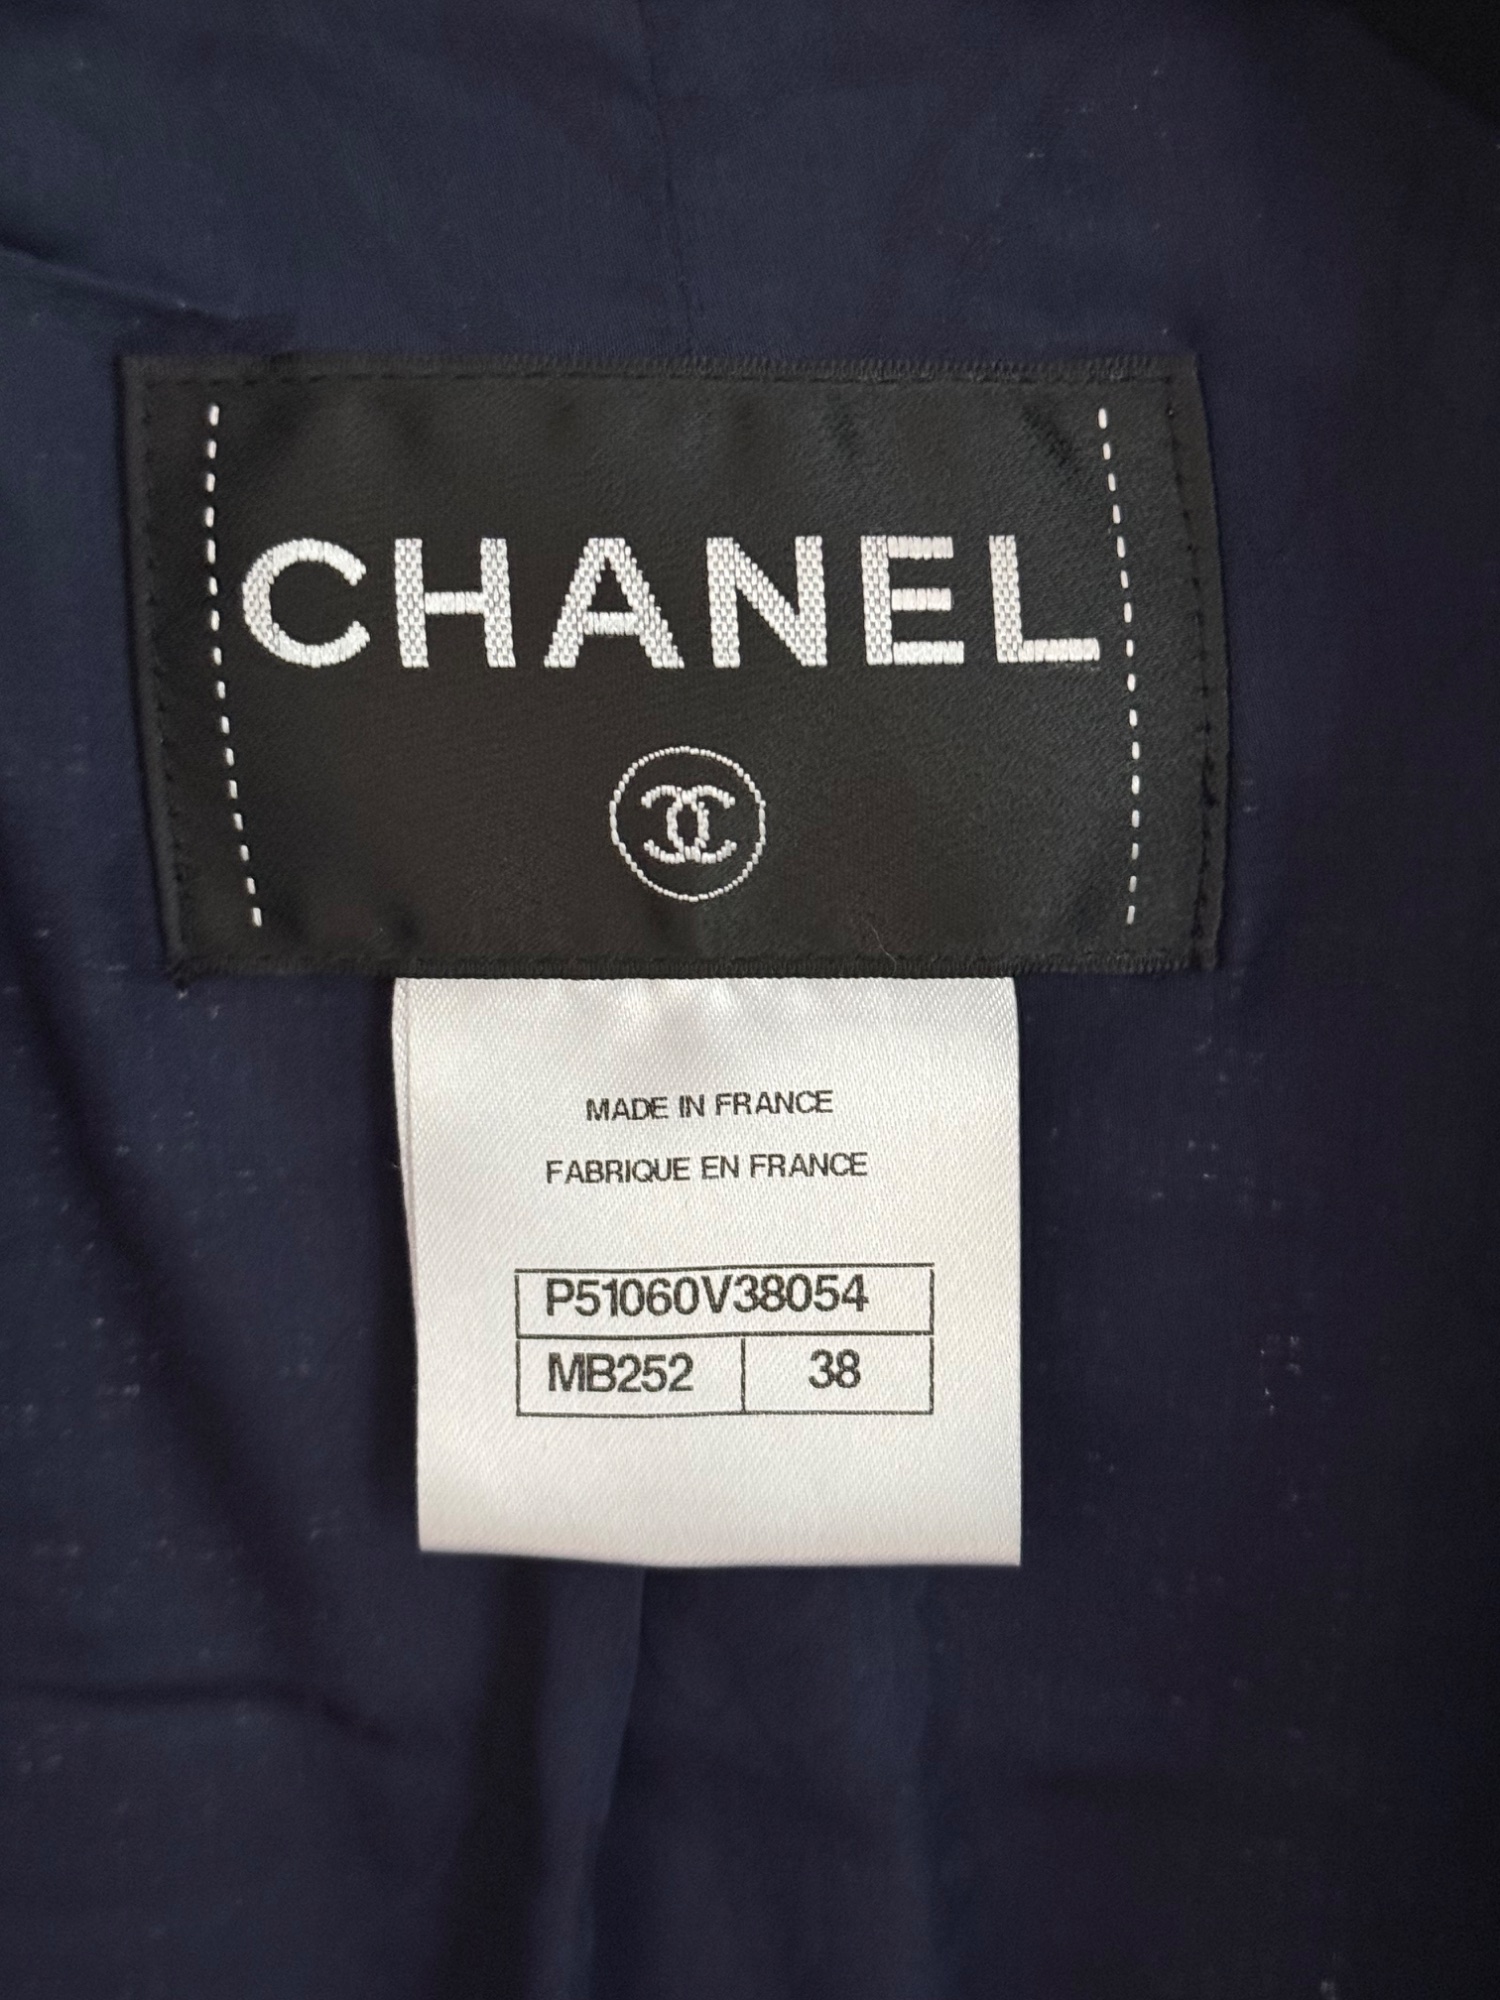 CHANEL
MADE IN FRANCE
FABRIQUE EN FRANCE
P51060V38054
MB252 38